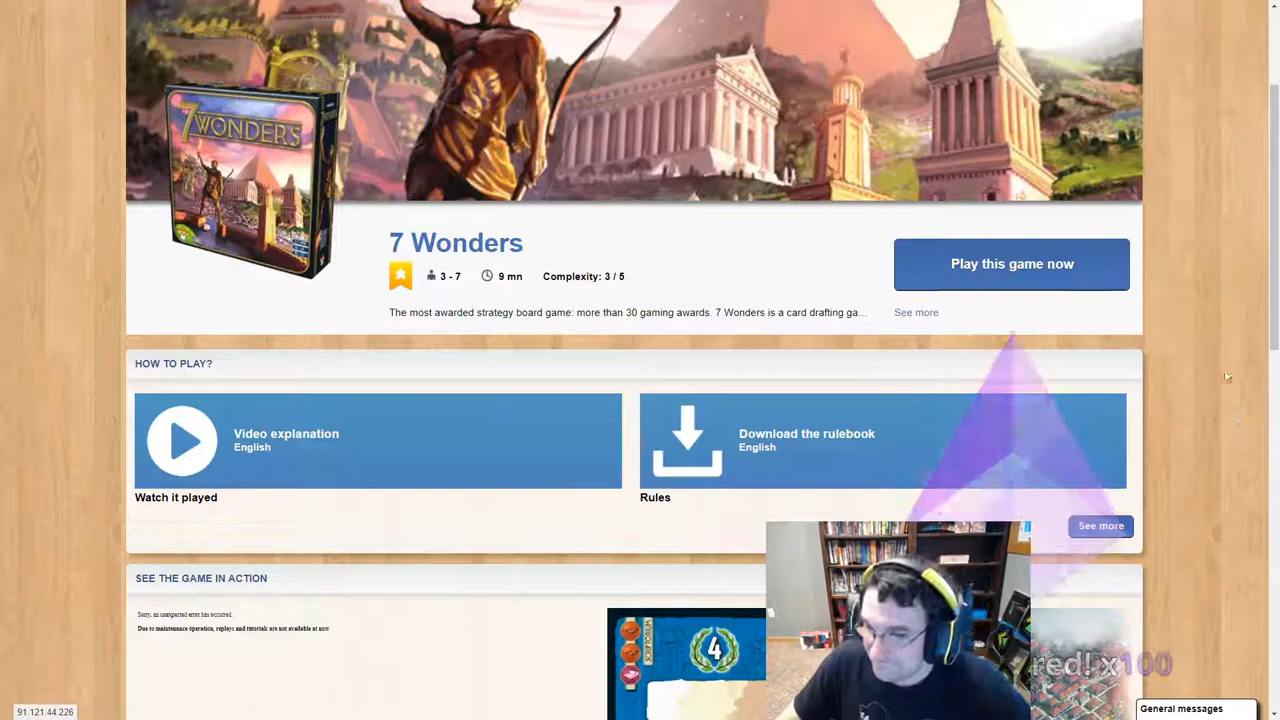 7 WONDERS
7 Wonders
3 - 7
9 mn
Complexity: 3 / 5
Play this game now
The most awarded strategy board game: more than 30 gaming awards. 7 Wonders is a card drafting ga...
See more
HOW TO PLAY?
Video explanation
English
Download the rulebook
English
Watch it played
Rules
See more
SEE THE GAME IN ACTION
Sorry, an unexpected error has occurred...
Due to maintenance operation, replays and tutorials are not available at now
SCRIPTORIUM
4
red! x100
91.121.44.226
General messages